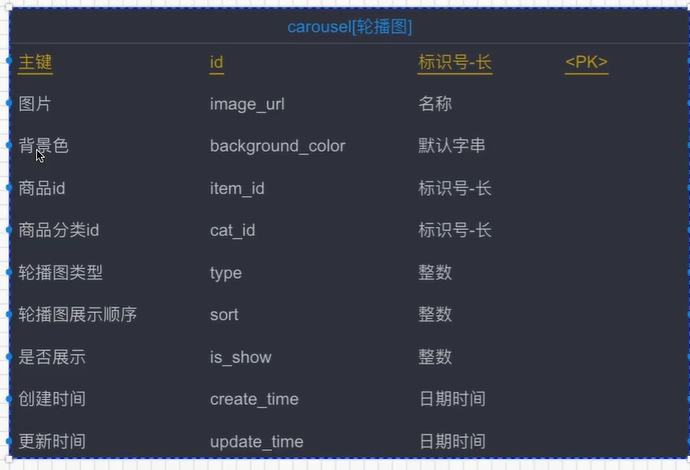 carousel[轮播图]
主键 id 标识号-长 <PK>
图片 image_url 名称
背景色 background_color 默认字串
商品id item_id 标识号-长
商品分类id cat_id 标识号-长
轮播图类型 type 整数
轮播图展示顺序 sort 整数
是否展示 is_show 整数
创建时间 create_time 日期时间
更新时间 update_time 日期时间